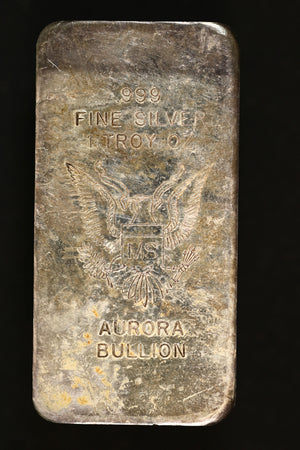 999
FINE SILVER
1 TROY O
MS
AURORA
BULLION